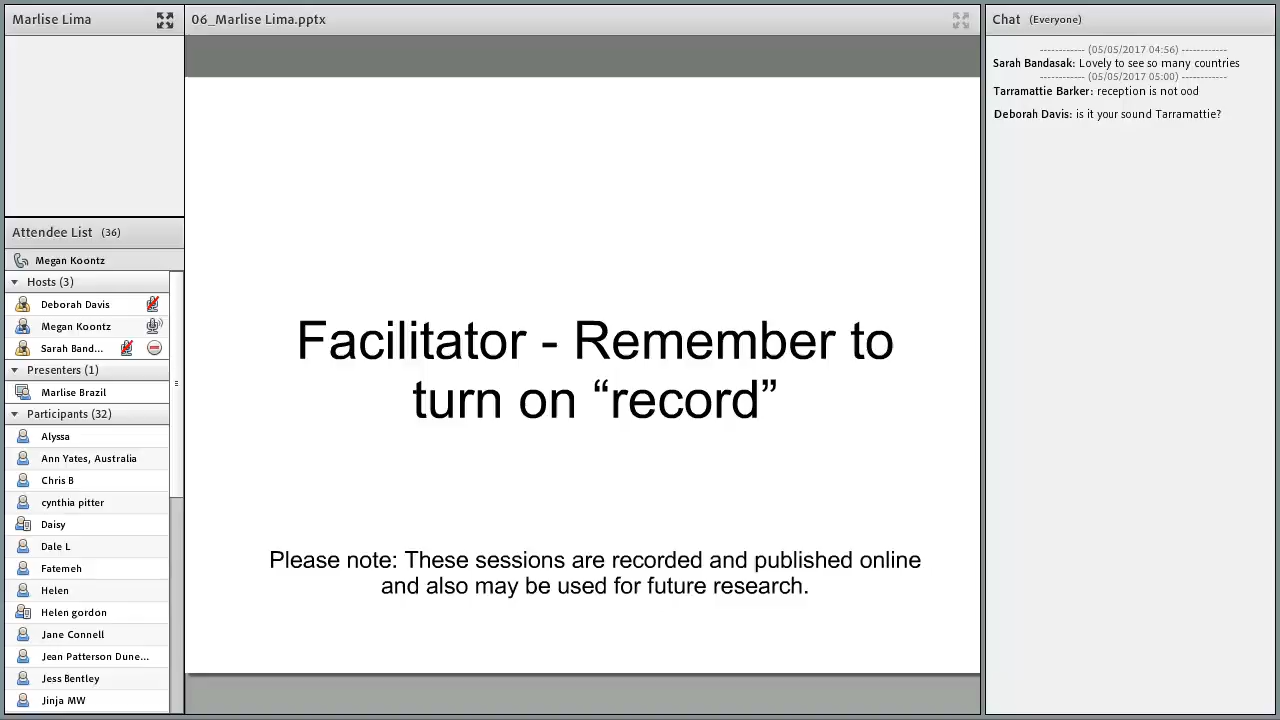 Marlise Lima
Attendee List (36)
Megan Koontz
Hosts (3)
Deborah Davis
Megan Koontz
Sarah Band...
Presenters (1)
Marlise Brazil
Participants (32)
Alyssa
Ann Yates, Australia
Chris B
cynthia pitter
Daisy
Dale L
Fatemeh
Helen
Helen gordon
Jane Connell
Jean Patterson Dune...
Jess Bentley
Jinja MW
06_Marlise Lima.pptx
Facilitator - Remember to
turn on “record”
Please note: These sessions are recorded and published online
and also may be used for future research.
Chat (Everyone)
------------ (05/05/2017 04:56) ------------
Sarah Bandasak: Lovely to see so many countries
------------ (05/05/2017 05:00) ------------
Tarramattie Barker: reception is not ood
Deborah Davis: is it your sound Tarramattie?